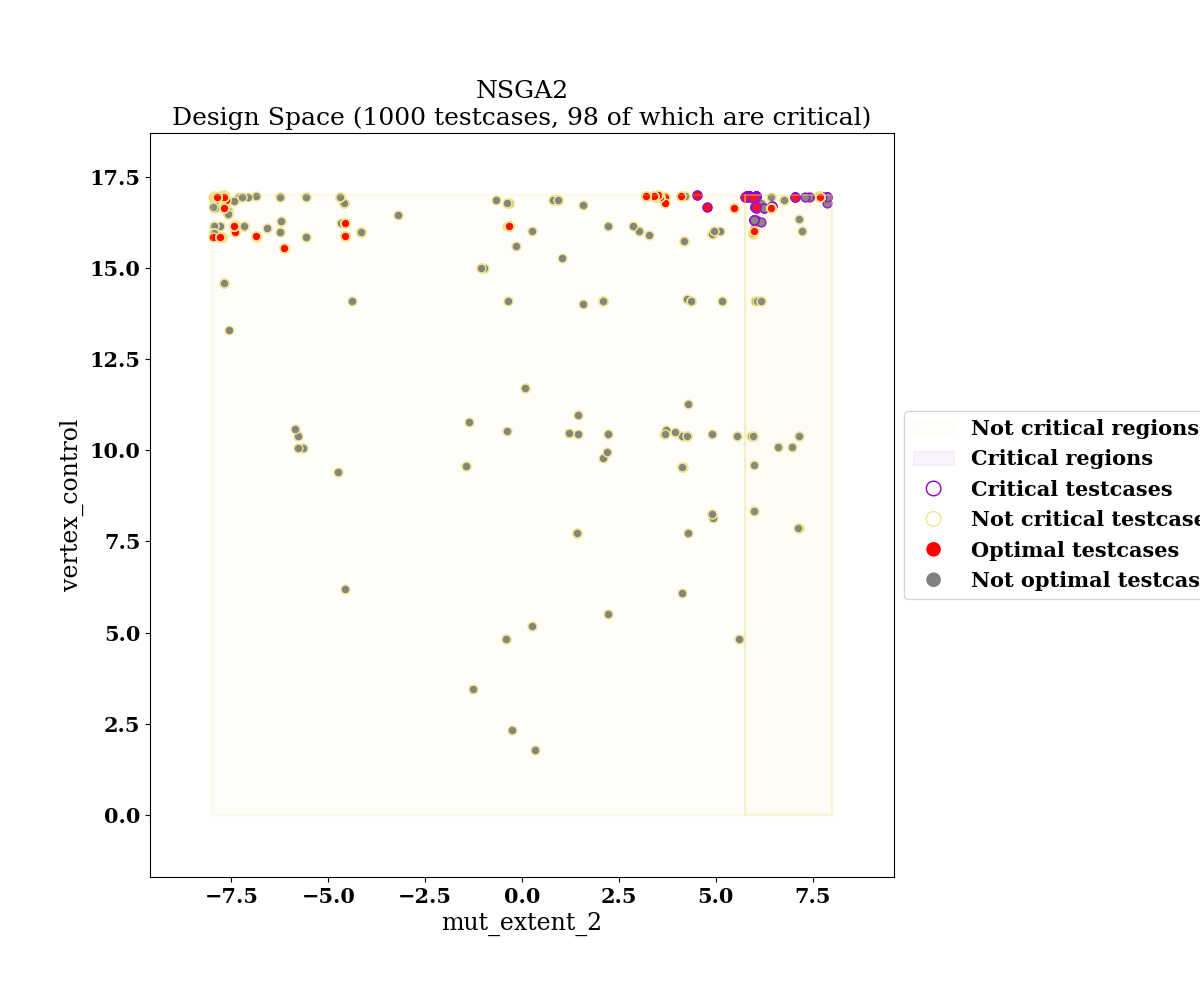 NSGA2
Design Space (1000 testcases, 98 of which are critical)
17.5
15.0
12.5
10.0
7.5
5.0
2.5
0.0
vertex_control
−7.5
−5.0
−2.5
0.0
2.5
5.0
7.5
mut_extent_2
Not critical regions
Critical regions
Critical testcases
Not critical testcase
Optimal testcases
Not optimal testcas